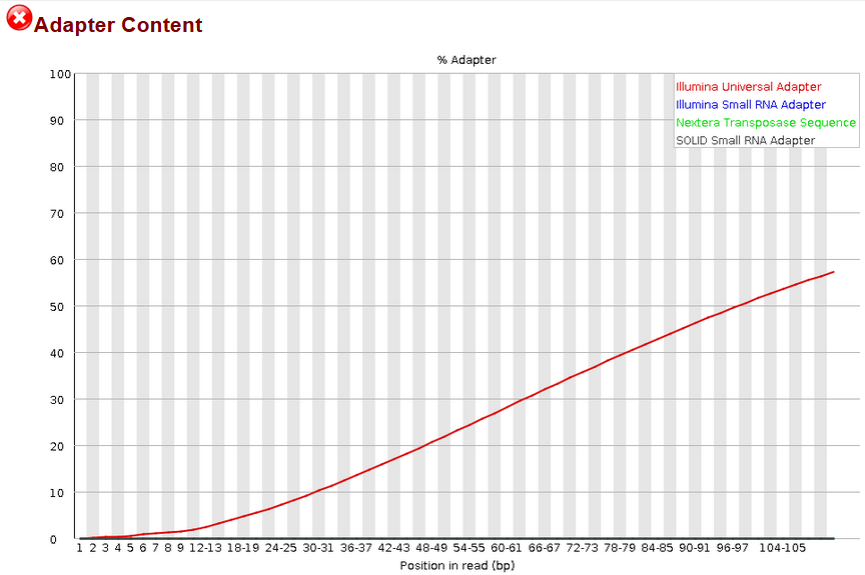 Adapter Content
% Adapter
Illumina Universal Adapter
Illumina Small RNA Adapter
Nextera Transposase Sequence
SOLID Small RNA Adapter
100
90
80
70
60
50
40
30
20
10
0
1 2 3 4 5 6 7 8 9 12-13 18-19 24-25 30-31 36-37 42-43 48-49 54-55 60-61 66-67 72-73 78-79 84-85 90-91 96-97 104-105
Position in read (bp)